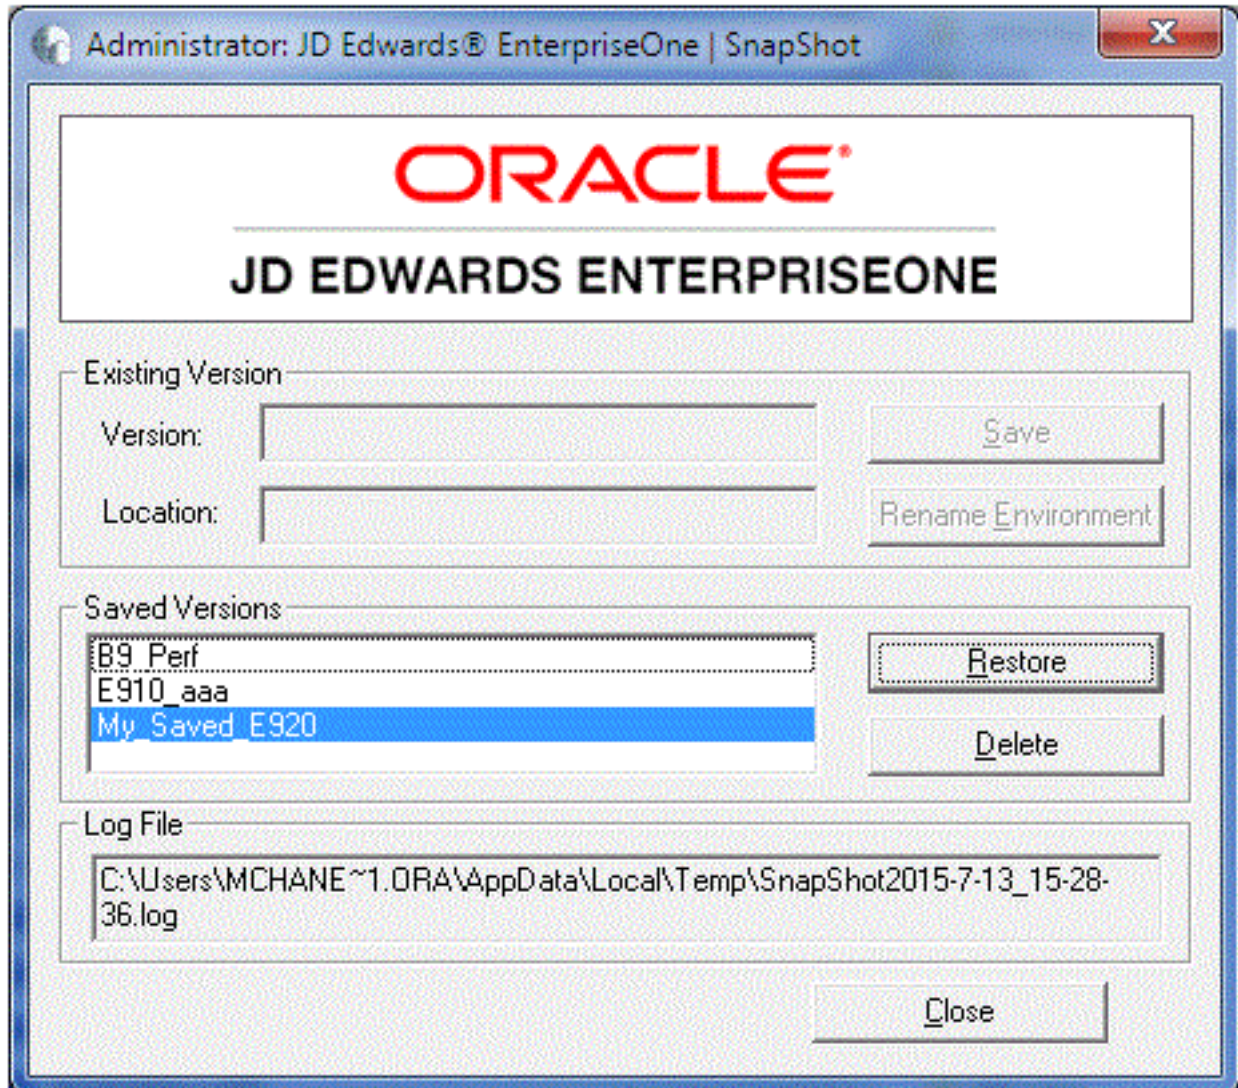 Administrator: JD Edwards® EnterpriseOne | SnapShot
ORACLE®
JD EDWARDS ENTERPRISEONE
Existing Version
Version:
Save
Location:
Rename Environment
Saved Versions
B9_Perf
E910_aaa
My_Saved_E920
Restore
Delete
Log File
C:\Users\MCHANE~1.ORA\AppData\Local\Temp\SnapShot2015-7-13_15-28-
36.log
Close